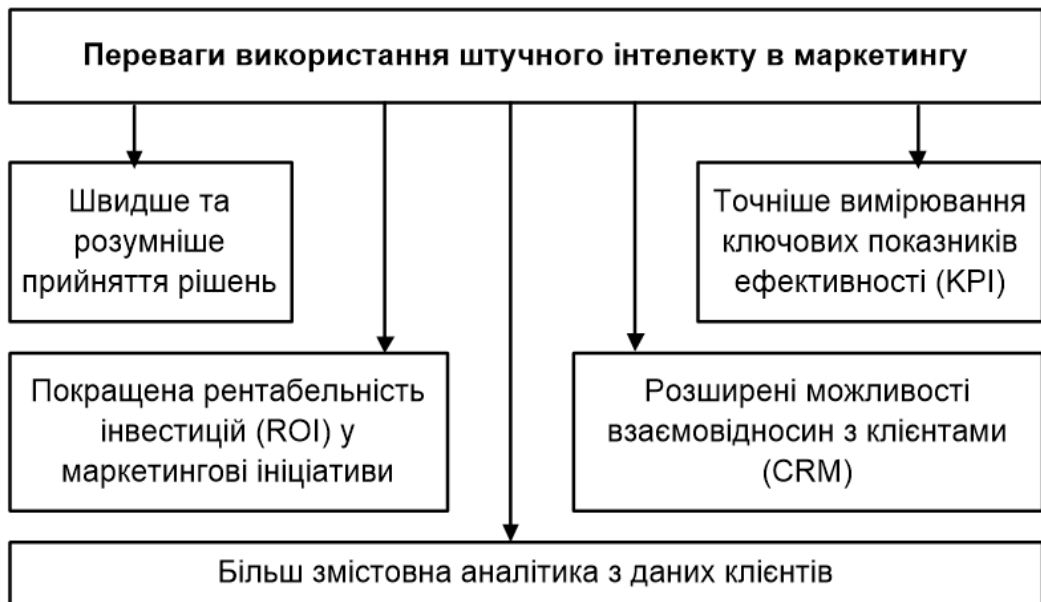 Переваги використання штучного інтелекту в маркетингу
Швидше та
розумніше
прийняття рішень
Точніше вимірювання
ключових показників
ефективності (KPI)
Покращена рентабельність
інвестицій (ROI) у
маркетингові ініціативи
Розширені можливості
взаємовідносин з клієнтами
(CRM)
Більш змістовна аналітика з даних клієнтів